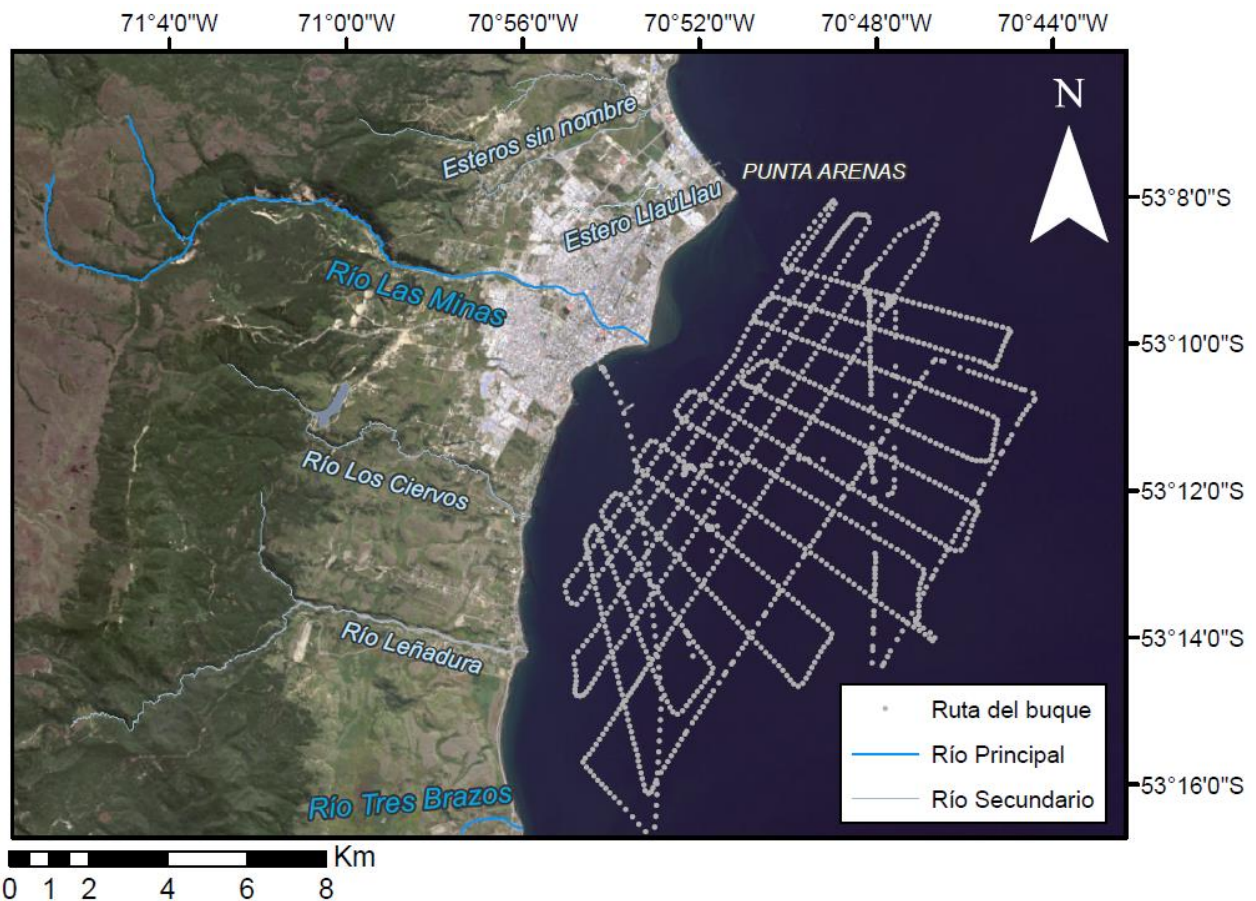 71°4'0"W 71°0'0"W 70°56'0"W 70°52'0"W 70°48'0"W 70°44'0"W
N
Esteros sin nombre
PUNTA ARENAS
53°8'0"S
Estero LlauLlau
Río Las Minas
53°10'0"S
Río Los Ciervos
53°12'0"S
Río Leñadura
53°14'0"S
Ruta del buque
Río Principal
Río Secundario
53°16'0"S
Río Tres Brazos
Km
0 1 2 4 6 8